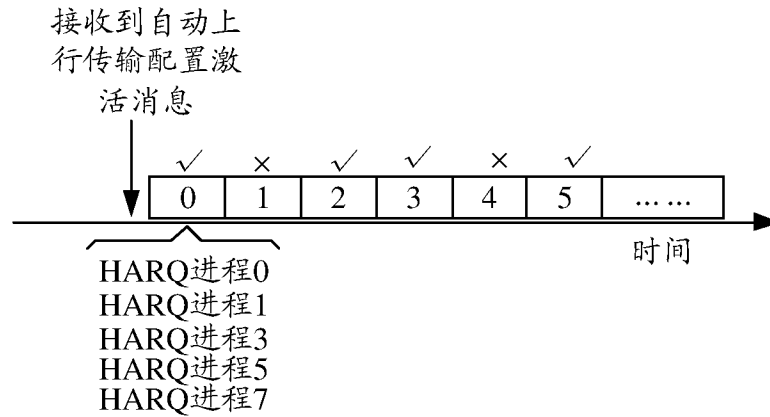 接收到自动上
行传输配置激
活消息
√ × √ √ × √
0 1 2 3 4 5 ... ...
时间
HARQ进程0
HARQ进程1
HARQ进程3
HARQ进程5
HARQ进程7